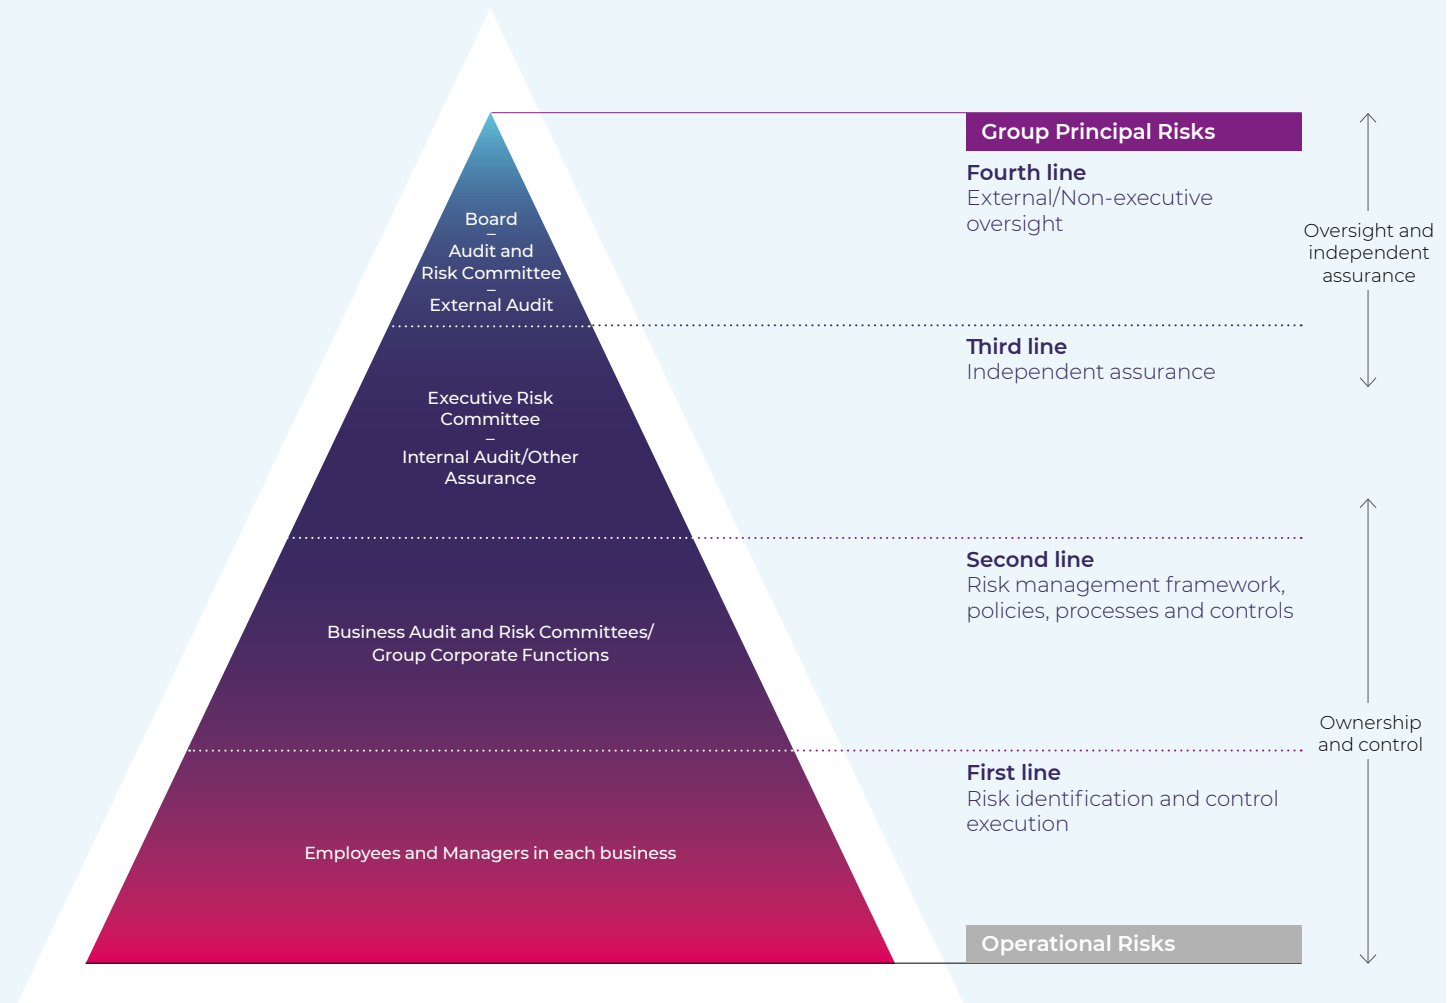 Group Principal Risks
Fourth line
External/Non-executive
oversight
Board
–
Audit and
Risk Committee
–
External Audit
Oversight and
independent
assurance
Third line
Independent assurance
Executive Risk
Committee
–
Internal Audit/Other
Assurance
Second line
Risk management framework,
policies, processes and controls
Business Audit and Risk Committees/
Group Corporate Functions
Ownership
and control
First line
Risk identification and control
execution
Employees and Managers in each business
Operational Risks